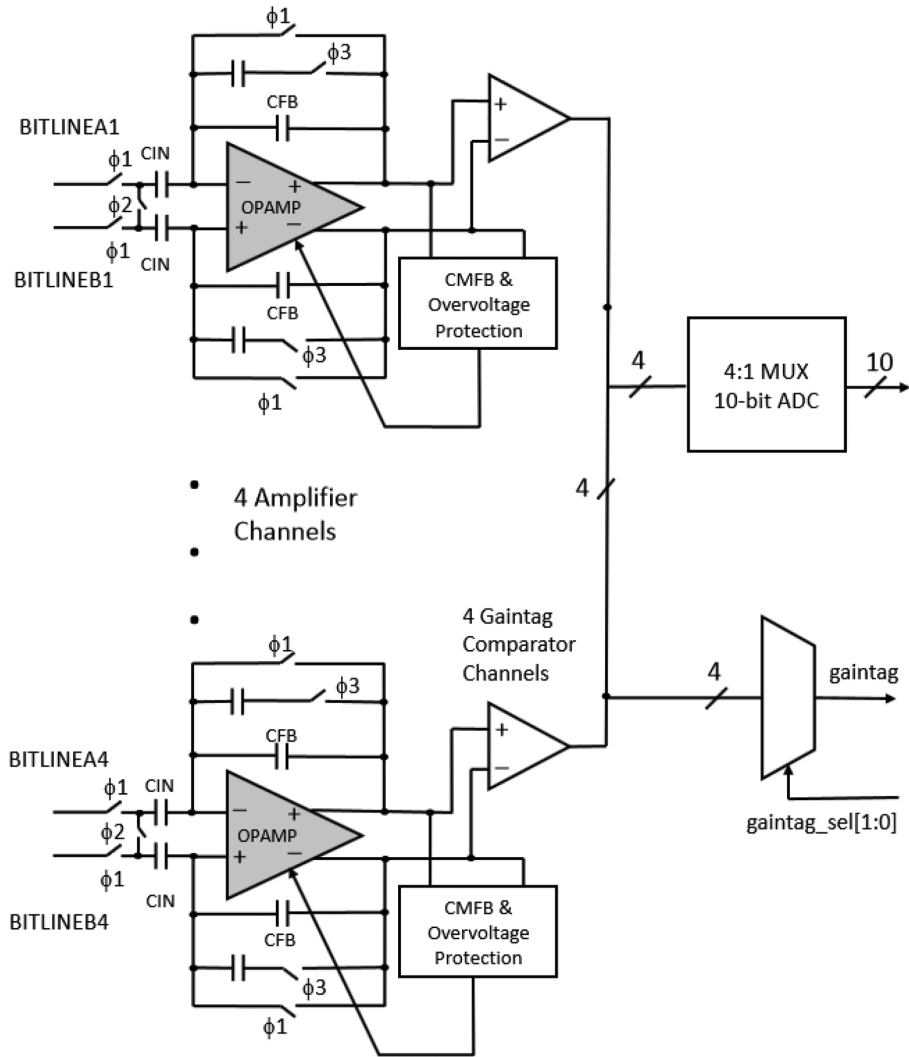 ϕ1
ϕ3
CFB
BITLINEA1
ϕ1
CIN
+
−
−
+
OPAMP
ϕ2
+
−
ϕ1
CIN
BITLINEB1
CFB
CMFB &
Overvoltage
Protection
ϕ3
ϕ1
4
4:1 MUX
10-bit ADC
10
4 Amplifier
Channels
4
4 Gaintag
Comparator
Channels
ϕ1
ϕ3
4
gaintag
CFB
BITLINEA4
ϕ1
CIN
+
−
−
+
OPAMP
ϕ2
+
−
ϕ1
CIN
gaintag_sel[1:0]
BITLINEB4
CFB
CMFB &
Overvoltage
Protection
ϕ3
ϕ1